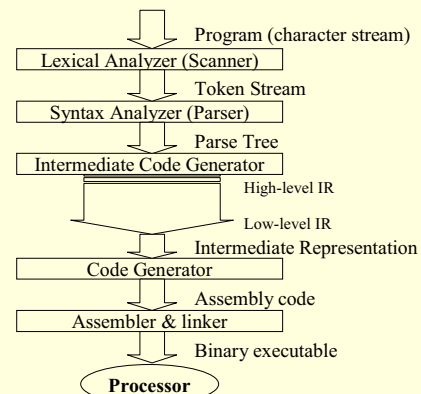 Program (character stream)
Lexical Analyzer (Scanner)
Token Stream
Syntax Analyzer (Parser)
Parse Tree
Intermediate Code Generator
High-level IR
Low-level IR
Intermediate Representation
Code Generator
Assembly code
Assembler & linker
Binary executable
Processor